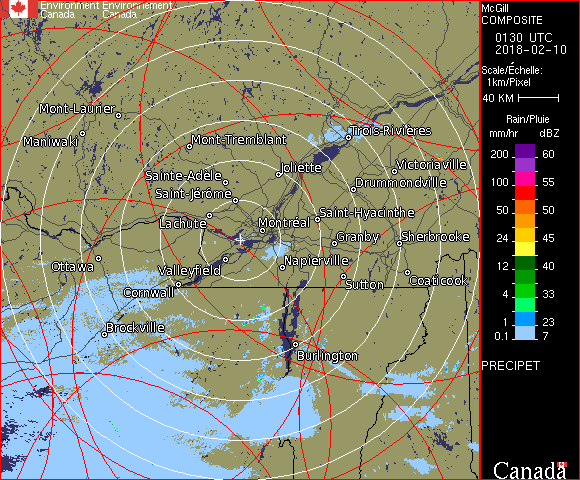 Environment Environnement
Canada Canada
McGill
COMPOSITE
0130 UTC
2018-02-10
Scale/Échelle:
1km/Pixel
40 KM
Rain/Pluie
mm/hr dBZ
200 60
55
100 55
50 50
45
24 45
12 40
4 33
1 23
0.1 7
PRECIPET
Canada
Mont-Laurier
Maniwaki
Mont-Tremblant
Trois-Rivières
Joliette
Victoriaville
Sainte-Adèle
Drummondville
Saint-Jérôme
Saint-Hyacinthe
Lachute
Montréal
Granby
Sherbrooke
Ottawa
Valleyfield
Napierville
Cornwall
Sutton
Coaticook
Brockville
Burlington